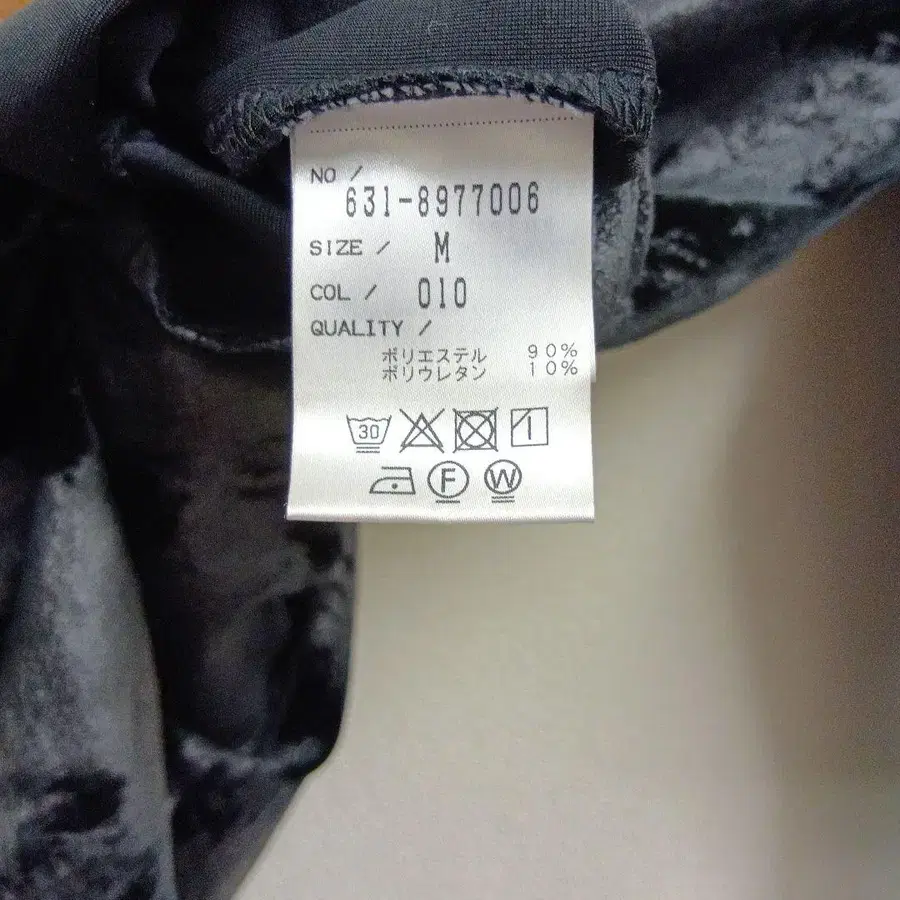 NO /
631-8977006
SIZE / M
COL / 010
QUALITY /
ポリエステル 90%
ポリウレタン 10%
30
F W